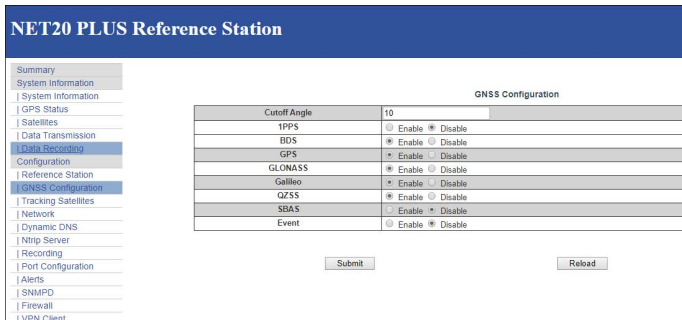 NET20 PLUS Reference Station
Summary
System Information
| System Information
| GPS Status
| Satellites
| Data Transmission
| Data Recording
Configuration
| Reference Station
| GNSS Configuration
| Tracking Satellites
| Network
| Dynamic DNS
| Ntrip Server
| Recording
| Port Configuration
| Alerts
| SNMPD
| Firewall
| VPN Client
GNSS Configuration
Cutoff Angle 10
1PPS Enable Disable
BDS Enable Disable
GPS Enable Disable
GLONASS Enable Disable
Galileo Enable Disable
QZSS Enable Disable
SBAS Enable Disable
Event Enable Disable
Submit Reload